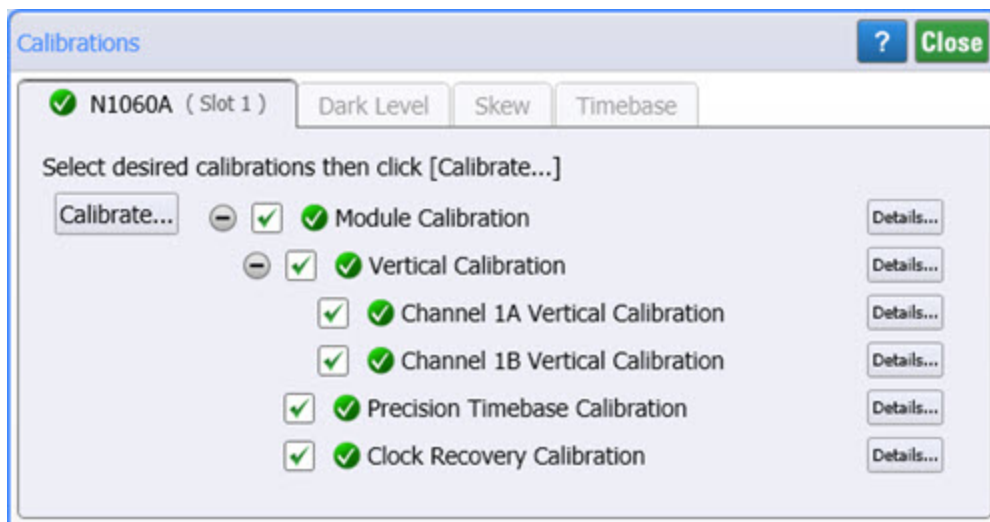 Calibrations ? Close
N1060A ( Slot 1 ) Dark Level Skew Timebase
Select desired calibrations then click [Calibrate...]
Calibrate... Module Calibration Details...
Vertical Calibration Details...
Channel 1A Vertical Calibration Details...
Channel 1B Vertical Calibration Details...
Precision Timebase Calibration Details...
Clock Recovery Calibration Details...